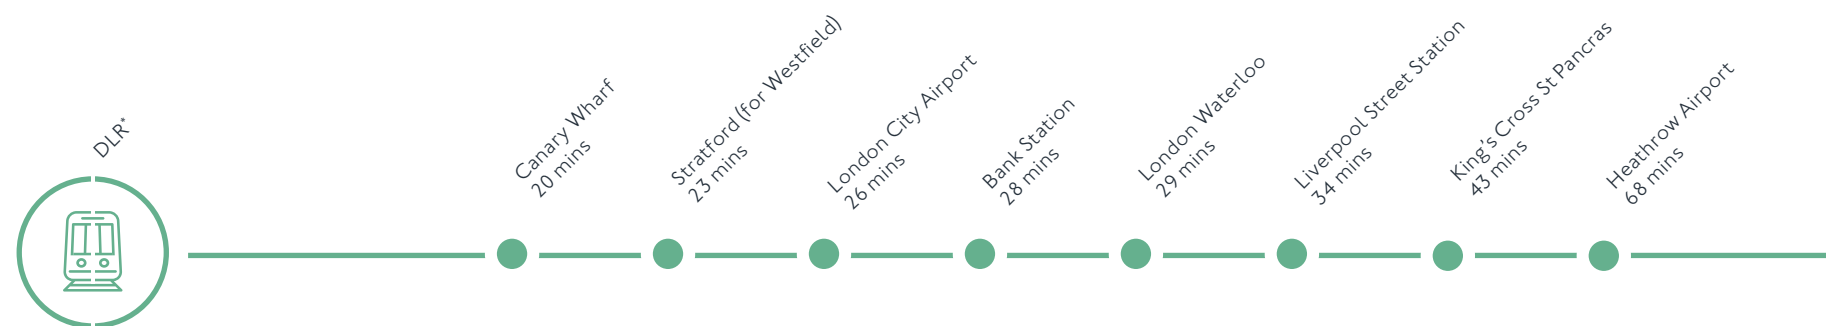 DLR*
Canary Wharf
20 mins
Stratford (for Westfield)
23 mins
London City Airport
26 mins
Bank Station
28 mins
London Waterloo
29 mins
Liverpool Street Station
34 mins
King's Cross St Pancras
43 mins
Heathrow Airport
68 mins